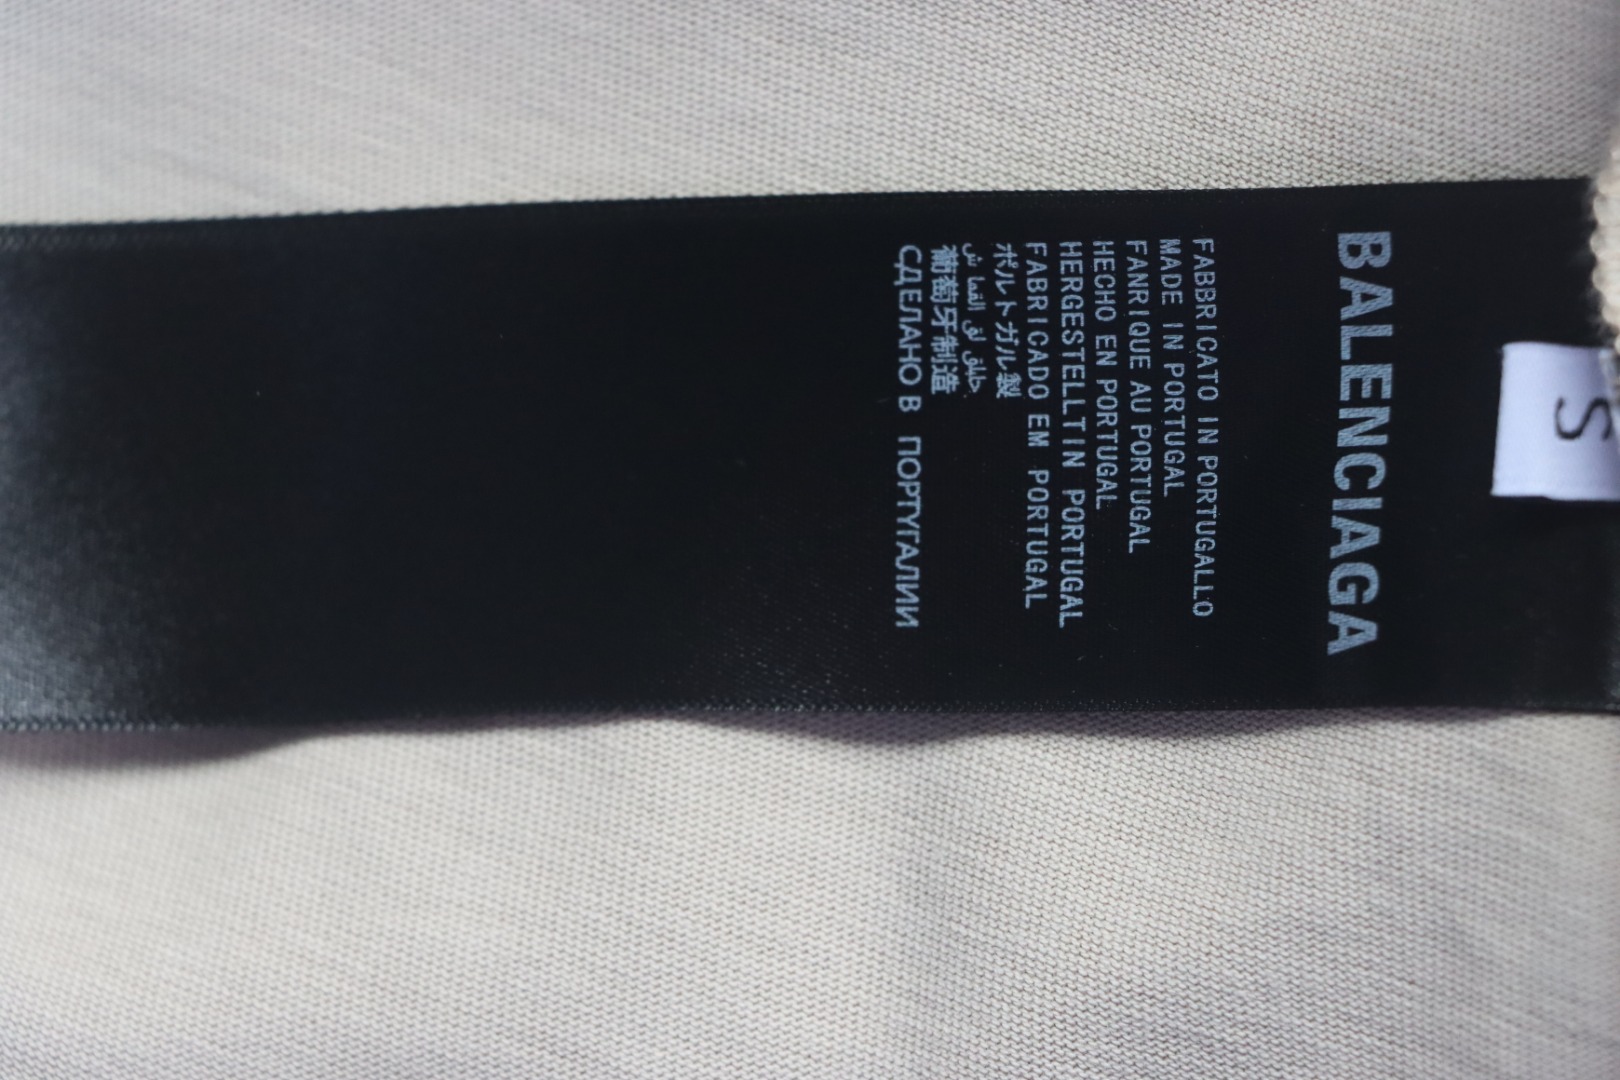 BALENCIAGA
FABBRICATO IN PORTUGALLO
MADE IN PORTUGAL
FANRIQUE AU PORTUGAL
HECHO EN PORTUGAL
HERGESTELLTIN PORTUGAL
FABRICADO EM PORTUGAL
ポルトガル製
葡萄牙制造
СДЕЛАНО В ПОРТУГАЛИИ
S